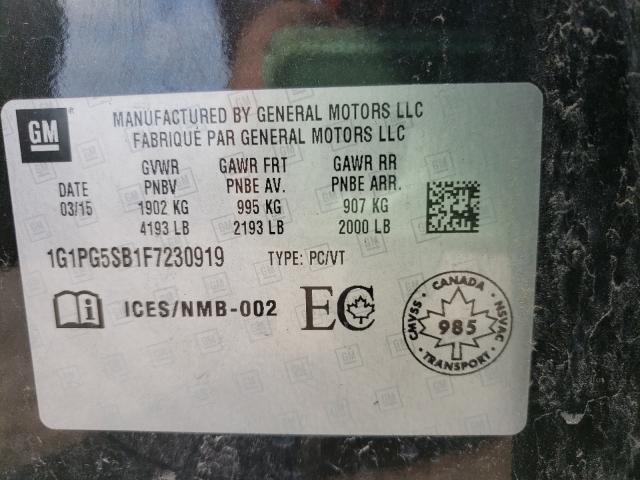 GM ®
MANUFACTURED BY GENERAL MOTORS LLC
FABRIQUÉ PAR GENERAL MOTORS LLC
GVWR GAWR FRT GAWR RR
DATE PNBV PNBE AV. PNBE ARR.
03/15 1902 KG 995 KG 907 KG
4193 LB 2193 LB 2000 LB
1G1PG5SB1F7230919 TYPE: PC/VT
i ICES/NMB-002 EC
CANADA
CMVSS 985 NSVAC
TRANSPORT